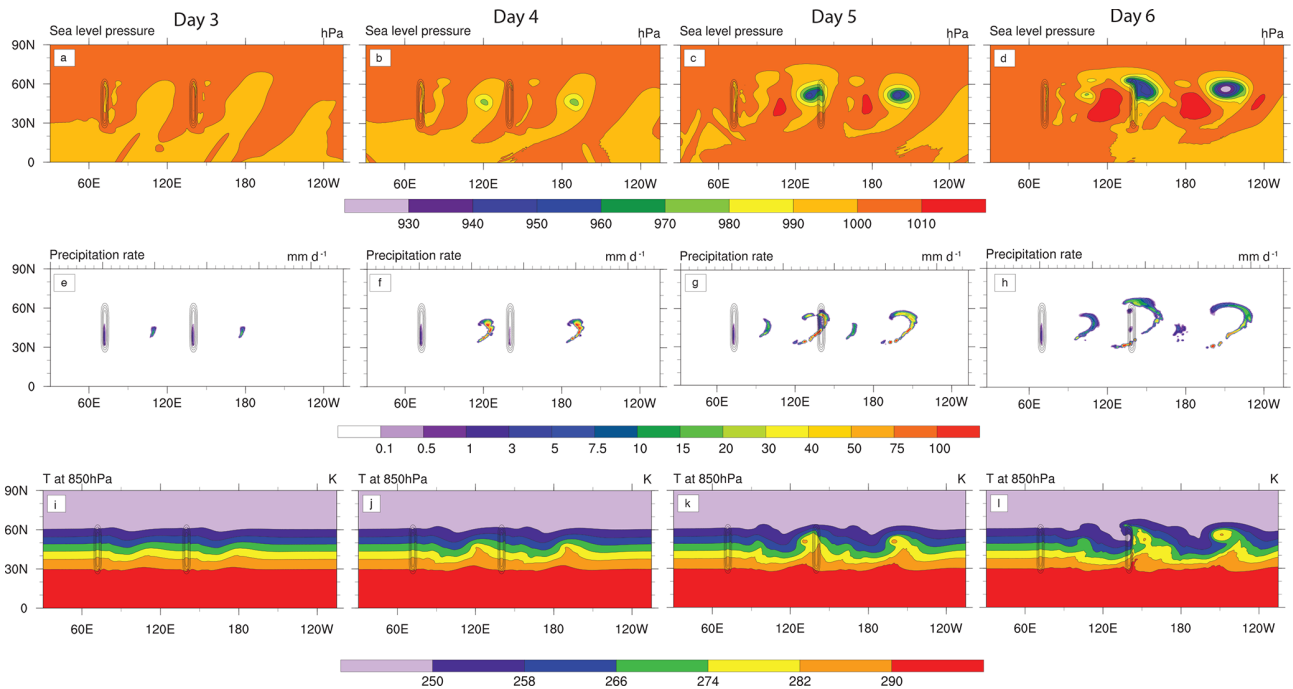 Day 3 Day 4 Day 5 Day 6
Sea level pressure hPa Sea level pressure hPa Sea level pressure hPa Sea level pressure hPa
90N a b c d
60N
30N
0
60E 120E 180 120W 60E 120E 180 120W 60E 120E 180 120W 60E 120E 180 120W
930 940 950 960 970 980 990 1000 1010
Precipitation rate mm d -1 Precipitation rate mm d -1 Precipitation rate mm d -1 Precipitation rate mm d -1
90N e f g h
60N
30N
0
60E 120E 180 120W 60E 120E 180 120W 60E 120E 180 120W 60E 120E 180 120W
0.1 0.5 1 3 5 7.5 10 15 20 30 40 50 75 100
T at 850hPa K T at 850hPa K T at 850hPa K T at 850hPa K
90N i j k l
60N
30N
0
60E 120E 180 120W 60E 120E 180 120W 60E 120E 180 120W 60E 120E 180 120W
250 258 266 274 282 290